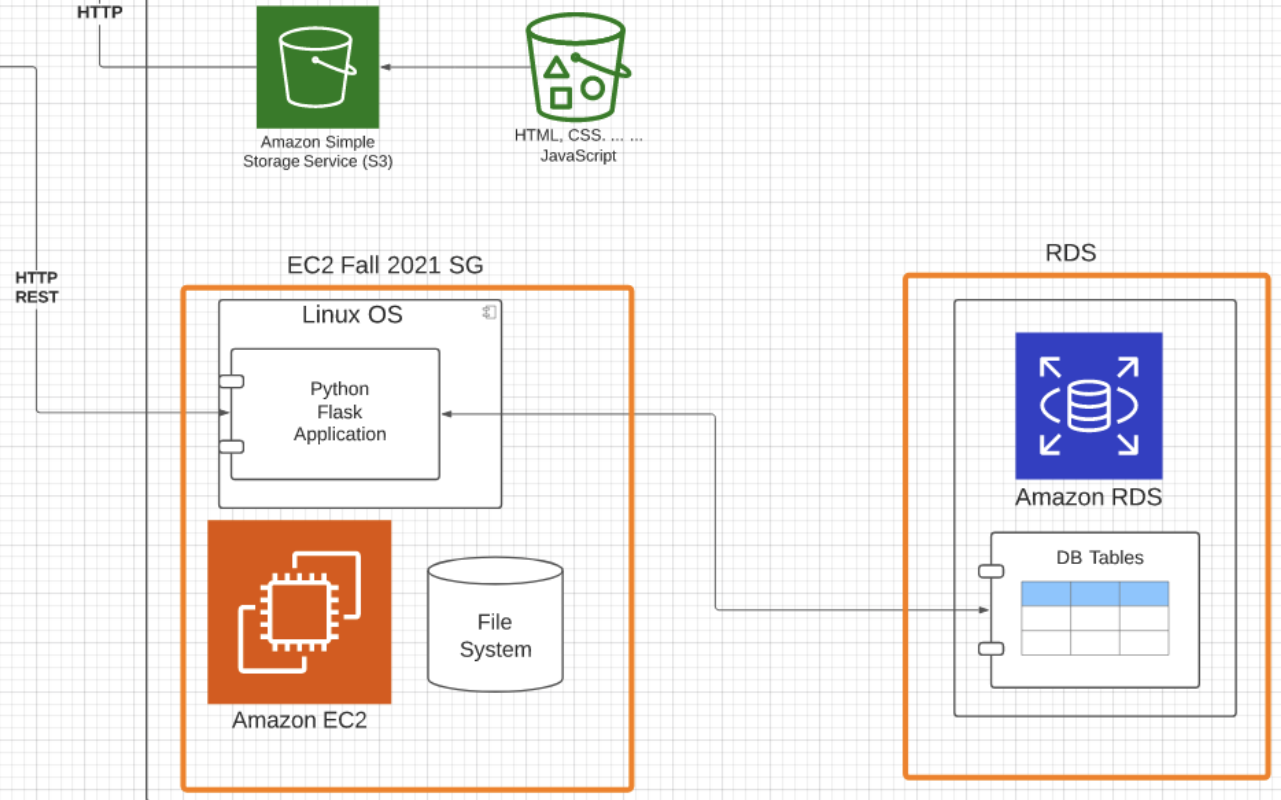 HTTP
Amazon Simple
Storage Service (S3)
HTML, CSS. ... ...
JavaScript
HTTP
REST
EC2 Fall 2021 SG
Linux OS
Python
Flask
Application
Amazon EC2
File
System
RDS
Amazon RDS
DB Tables